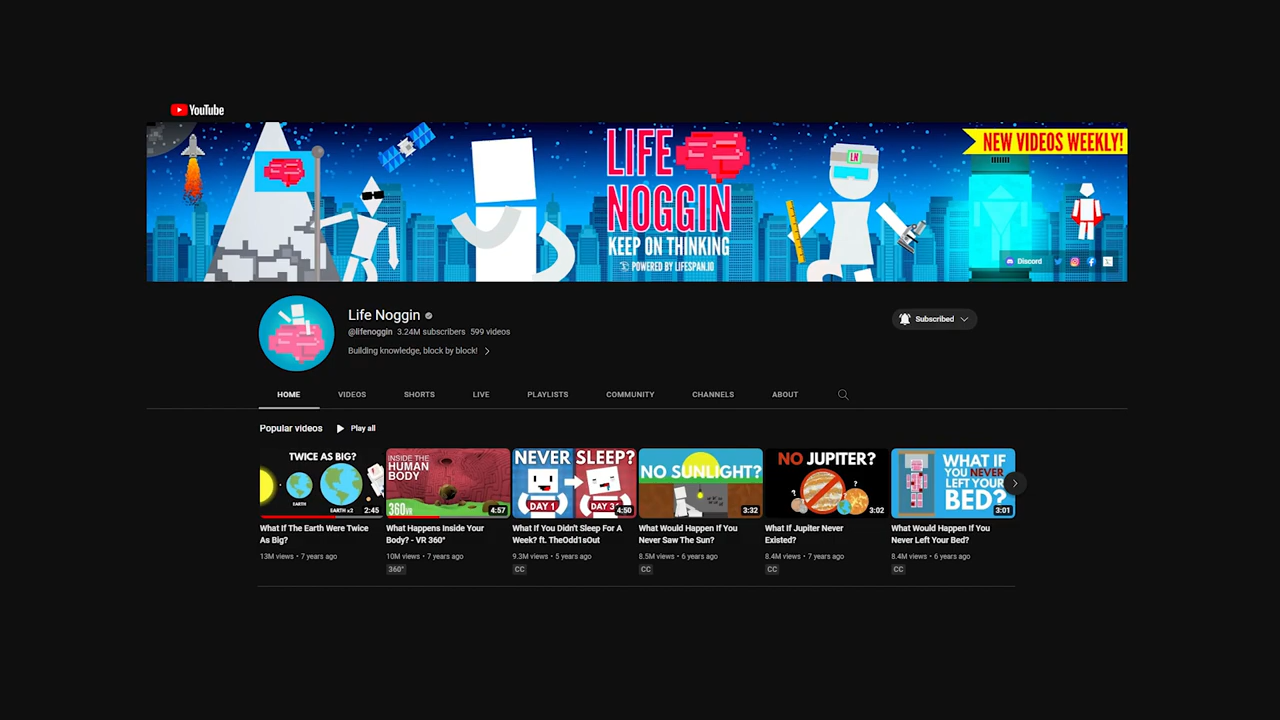 YouTube
NEW VIDEOS WEEKLY!
LIFE
NOGGIN
KEEP ON THINKING
POWERED BY LIFESPAN.IO
LN
Discord
Life Noggin
@lifenoggin 3.24M subscribers 599 videos
Building knowledge, block by block!
Subscribed
HOME VIDEOS SHORTS LIVE PLAYLISTS COMMUNITY CHANNELS ABOUT
Popular videos Play all
TWICE AS BIG?
EARTH
EARTH x2
2:45
INSIDE THE
HUMAN
BODY
360VR
4:57
NEVER SLEEP?
DAY 1
DAY 3
4:50
NO SUNLIGHT?
3:32
NO JUPITER?
? ?
3:02
WHAT IF
YOU NEVER
LEFT YOUR
BED?
3:01
What If The Earth Were Twice
As Big?
13M views • 7 years ago
What Happens Inside Your
Body? - VR 360°
10M views • 7 years ago
360°
What If You Didn't Sleep For A
Week? ft. TheOdd1sOut
9.3M views • 5 years ago
CC
What Would Happen If You
Never Saw The Sun?
8.5M views • 6 years ago
CC
What If Jupiter Never
Existed?
8.4M views • 7 years ago
CC
What Would Happen If You
Never Left Your Bed?
8.4M views • 6 years ago
CC